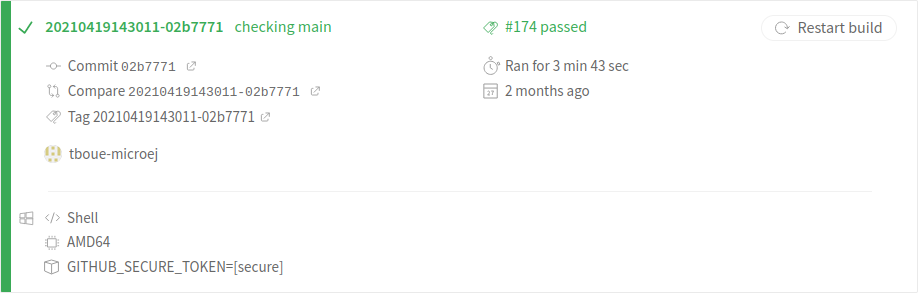 20210419143011-02b7771 checking main
#174 passed
Restart build
Commit 02b7771
Ran for 3 min 43 sec
Compare 20210419143011-02b7771
27
2 months ago
Tag 20210419143011-02b7771
tboue-microej
</> Shell
AMD64
GITHUB_SECURE_TOKEN=[secure]